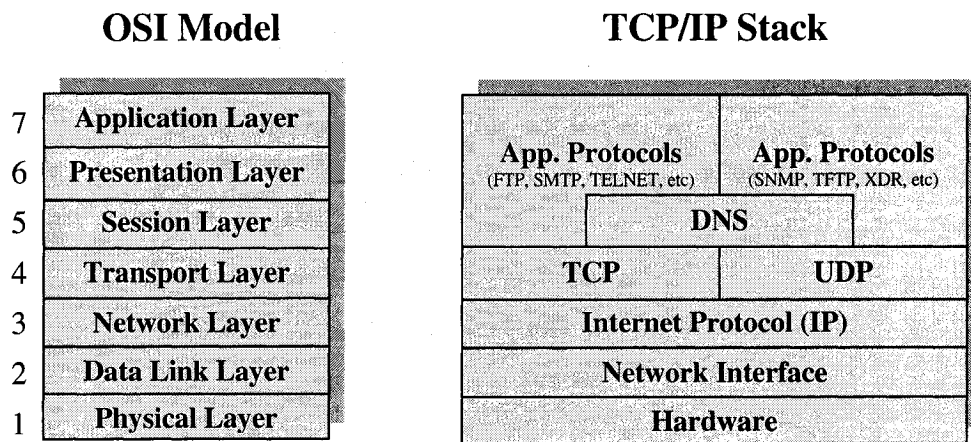 OSI Model
7 Application Layer
6 Presentation Layer
5 Session Layer
4 Transport Layer
3 Network Layer
2 Data Link Layer
1 Physical Layer
TCP/IP Stack
App. Protocols
(FTP, SMTP, TELNET, etc)
App. Protocols
(SNMP, TFTP, XDR, etc)
DNS
TCP
UDP
Internet Protocol (IP)
Network Interface
Hardware